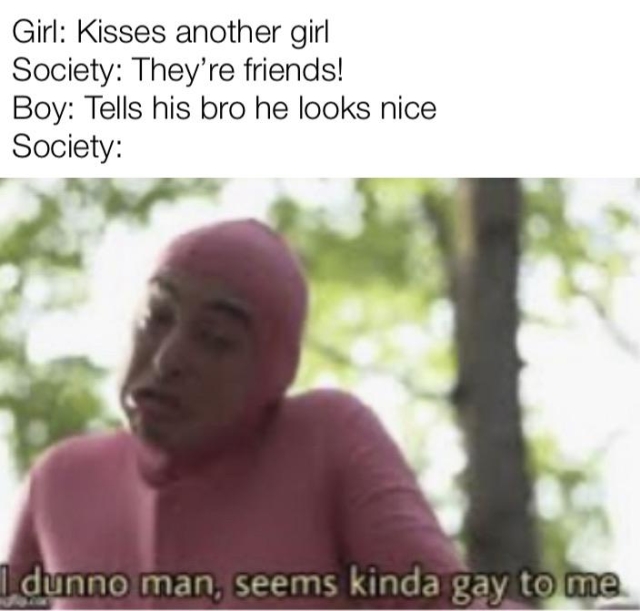 Girl: Kisses another girl
Society: They’re friends!
Boy: Tells his bro he looks nice
Society:
I dunno man, seems kinda gay to me